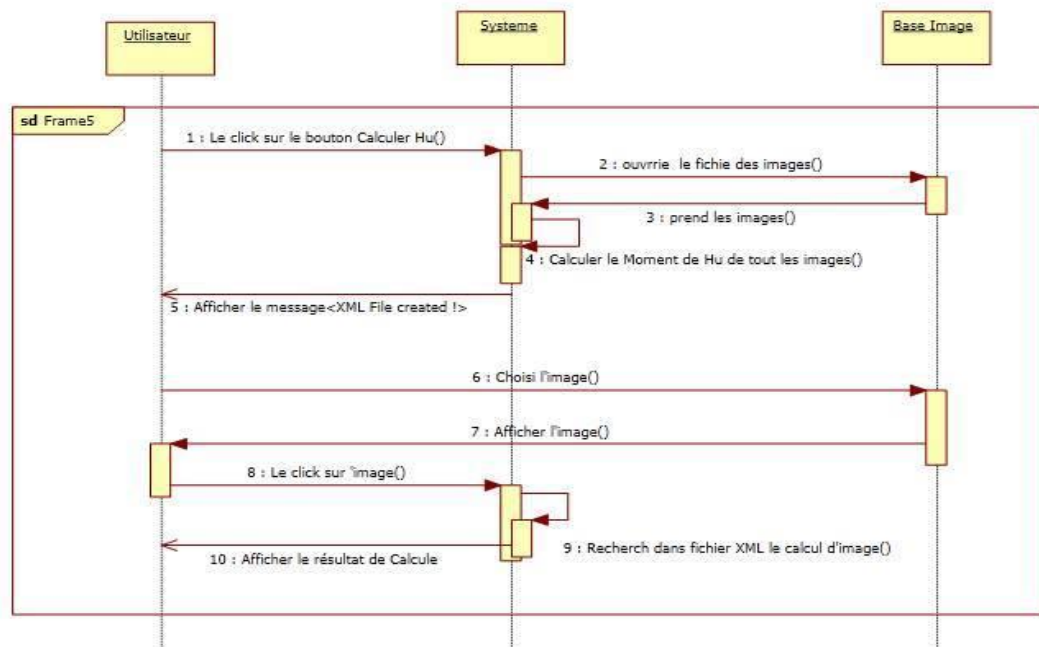 Utilisateur
Systeme
Base Image
sd Frame5
1 : Le click sur le bouton Calculer Hu()
2 : ouvrrie le fichie des images()
3 : prend les images()
4 : Calculer le Moment de Hu de tout les images()
5 : Afficher le message<XML File created !>
6 : Choisi l'image()
7 : Afficher l'image()
8 : Le click sur 'image()
9 : Recherch dans fichier XML le calcul d'image()
10 : Afficher le résultat de Calcule